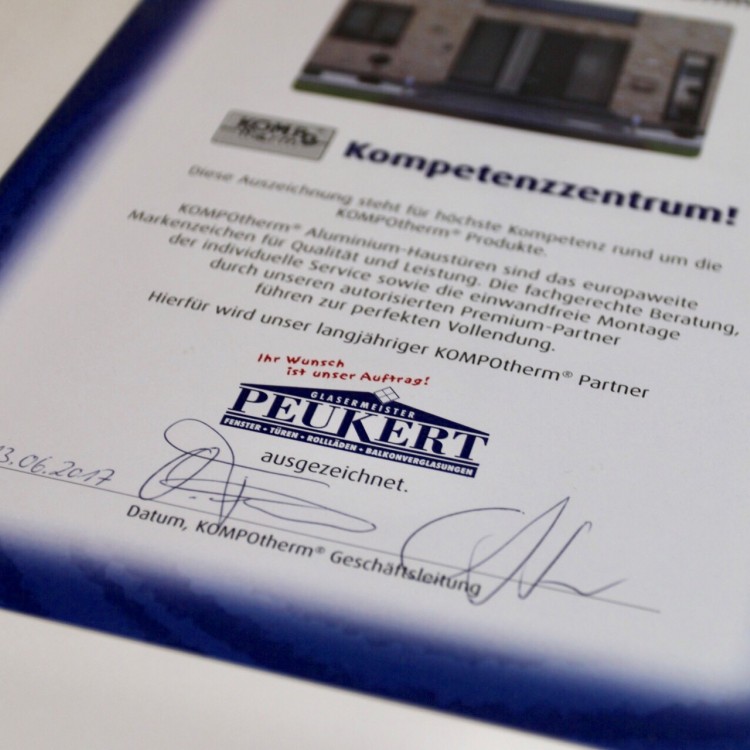 KOMPO
Kompetenzzentrum!
Diese Auszeichnung steht für höchste Kompetenz rund um die
KOMPOtherm® Produkte.
KOMPOtherm® Aluminium-Haustüren sind das europaweite
Markenzeichen für Qualität und Leistung. Die fachgerechte Beratung,
der individuelle Service sowie die einwandfreie Montage
durch unseren autorisierten Premium-Partner
führen zur perfekten Vollendung.
Hierfür wird unser langjähriger KOMPOtherm® Partner
Ihr Wunsch
ist unser Auftrag!
GLASERMEISTER
PEUKERT
FENSTER • TÜREN • ROLLLÄDEN • BALKONVERGLASUNGEN
ausgezeichnet.
3.06.2017
Datum, KOMPOtherm® Geschäftsleitung